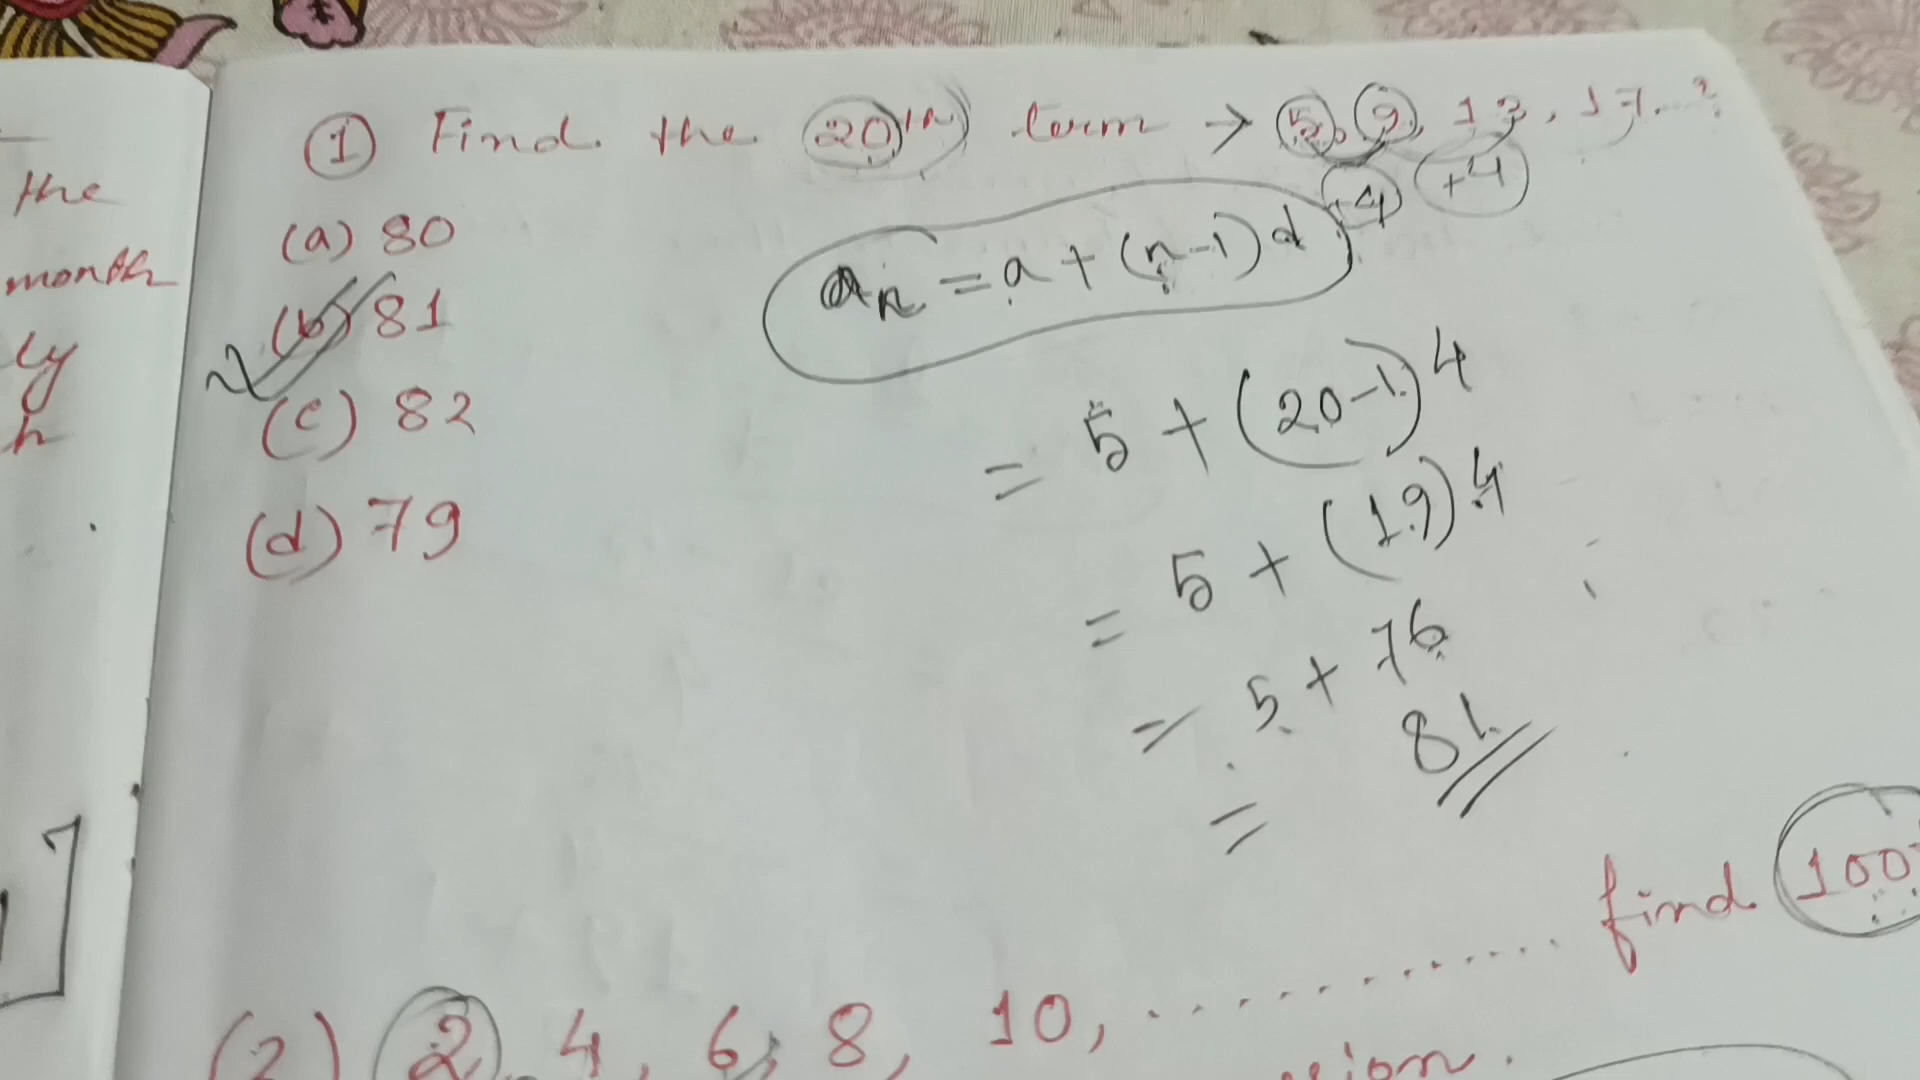 the
month
ly
h
① Find the 20th term → 5, 9, 13, 17..?
+4 +4
(a) 80
(b) 81
(c) 82
(d) 79
an = a + (n-1) d
= 5 + (20-1) 4
= 5 + (19) 4
= 5 + 76
= 81
(2) 2, 4, 6, 8, 10, .............. find 100